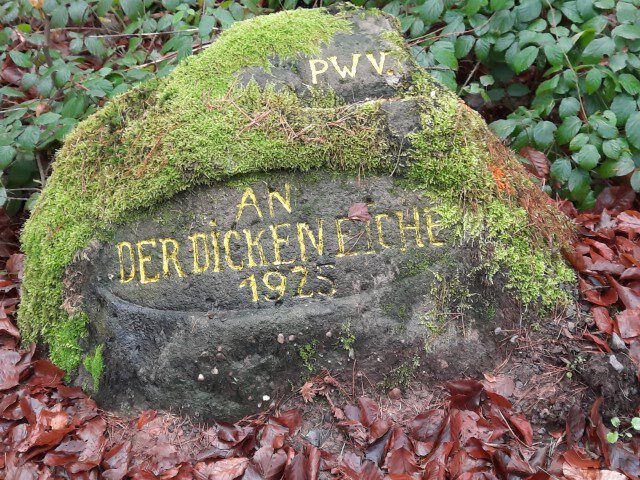 PWV.
AN
DER DiCKEN EiCHE
1925